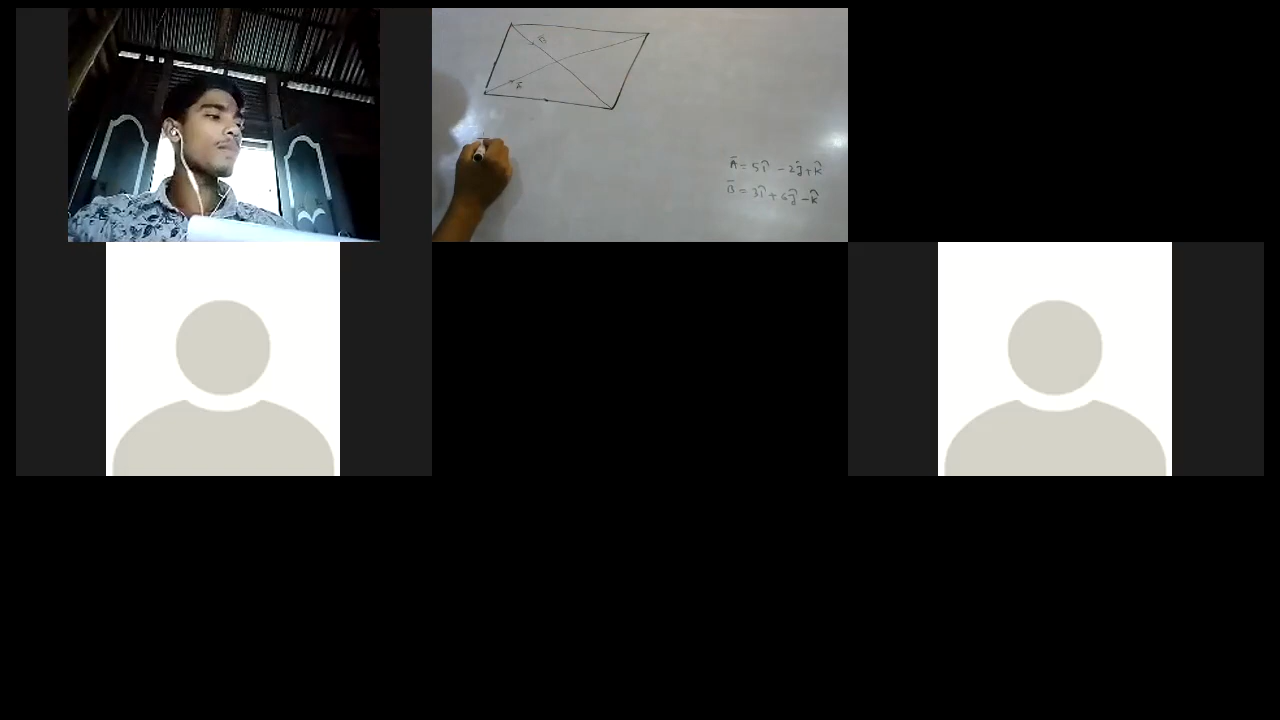 B̄
Ā
Ā = 5î - 2ĵ + k̂
B̄ = 3î + 6ĵ - k̂